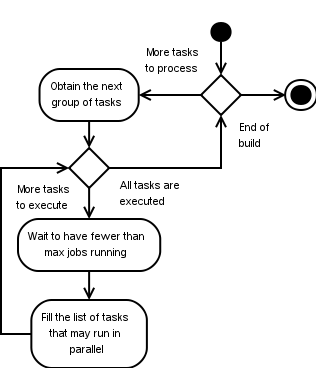 More tasks
to process
Obtain the next
group of tasks
End of
build
More tasks
to execute
All tasks are
executed
Wait to have fewer than
max jobs running
Fill the list of tasks
that may run in
parallel